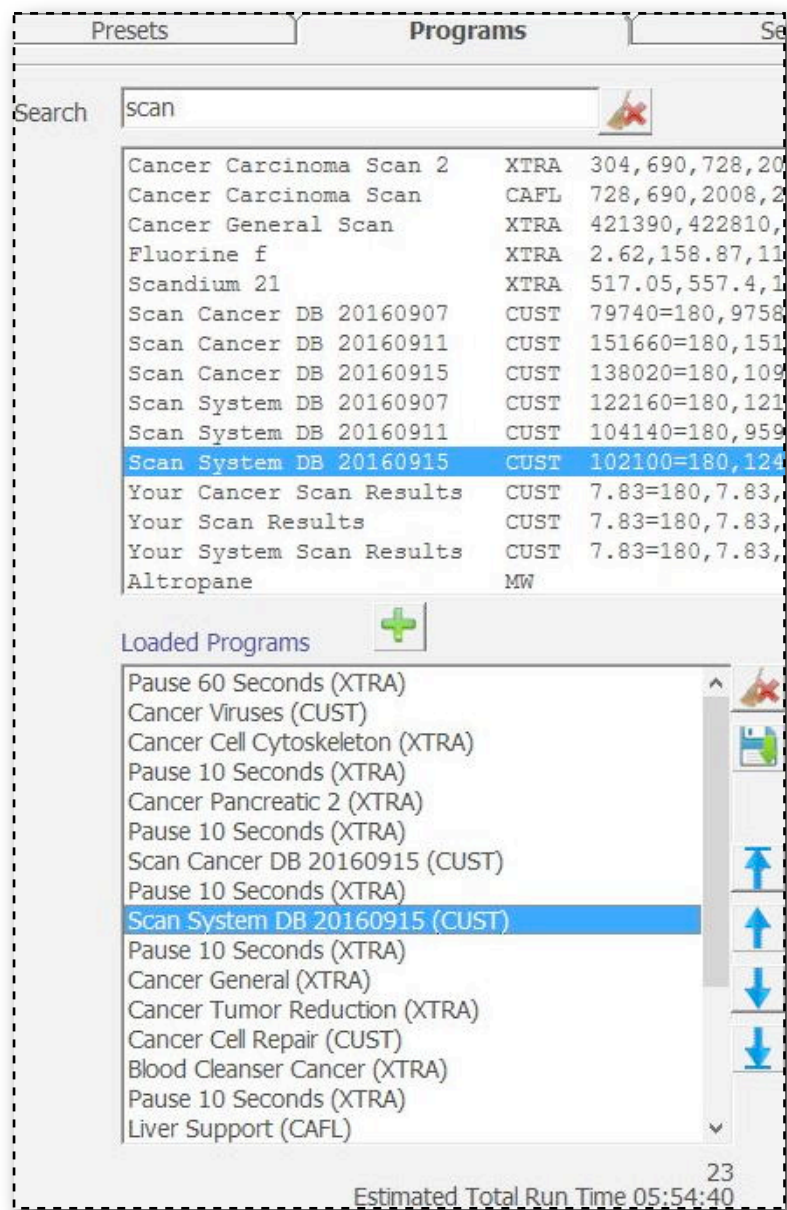 Presets Programs Se
Search scan
Cancer Carcinoma Scan 2 XTRA 304,690,728,20
Cancer Carcinoma Scan CAFL 728,690,2008,2
Cancer General Scan XTRA 421390,422810,
Fluorine f XTRA 2.62,158.87,11
Scandium 21 XTRA 517.05,557.4,1
Scan Cancer DB 20160907 CUST 79740=180,9758
Scan Cancer DB 20160911 CUST 151660=180,151
Scan Cancer DB 20160915 CUST 138020=180,109
Scan System DB 20160907 CUST 122160=180,121
Scan System DB 20160911 CUST 104140=180,959
Scan System DB 20160915 CUST 102100=180,124
Your Cancer Scan Results CUST 7.83=180,7.83,
Your Scan Results CUST 7.83=180,7.83,
Your System Scan Results CUST 7.83=180,7.83,
Altropane MW
Loaded Programs
Pause 60 Seconds (XTRA)
Cancer Viruses (CUST)
Cancer Cell Cytoskeleton (XTRA)
Pause 10 Seconds (XTRA)
Cancer Pancreatic 2 (XTRA)
Pause 10 Seconds (XTRA)
Scan Cancer DB 20160915 (CUST)
Pause 10 Seconds (XTRA)
Scan System DB 20160915 (CUST)
Pause 10 Seconds (XTRA)
Cancer General (XTRA)
Cancer Tumor Reduction (XTRA)
Cancer Cell Repair (CUST)
Blood Cleanser Cancer (XTRA)
Pause 10 Seconds (XTRA)
Liver Support (CAFL)
23
Estimated Total Run Time 05:54:40